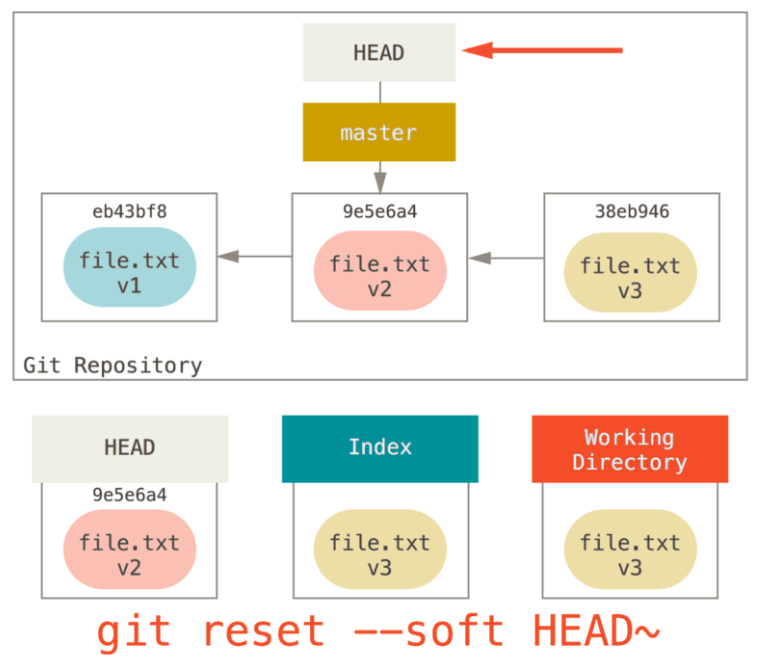 HEAD
master
eb43bf8
9e5e6a4
38eb946
file.txt
v1
file.txt
v2
file.txt
v3
Git Repository
HEAD
Index
Working
Directory
9e5e6a4
file.txt
v2
file.txt
v3
file.txt
v3
git reset --soft HEAD~